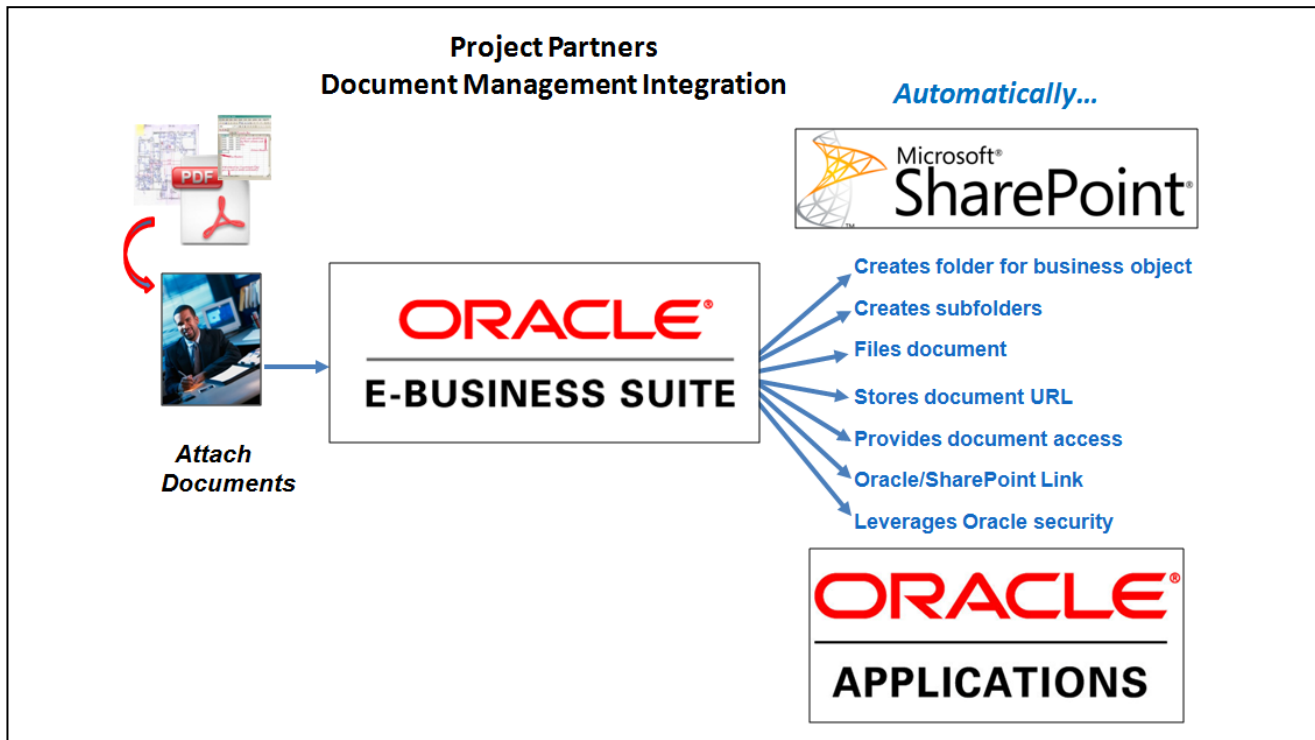 Project Partners
Document Management Integration
Automatically...
PDF
Microsoft®
SharePoint®
™
ORACLE®
E-BUSINESS SUITE
Attach
Documents
Creates folder for business object
Creates subfolders
Files document
Stores document URL
Provides document access
Oracle/SharePoint Link
Leverages Oracle security
ORACLE®
APPLICATIONS